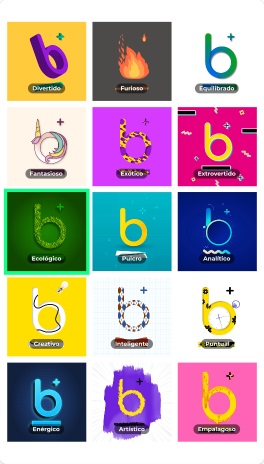 Divertido
Furioso
Equilibrado
Fantasioso
Exótico
Extrovertido
Ecológico
Pulcro
Analítico
Creativo
Inteligente
Puntual
Enérgico
Artístico
Empalagoso